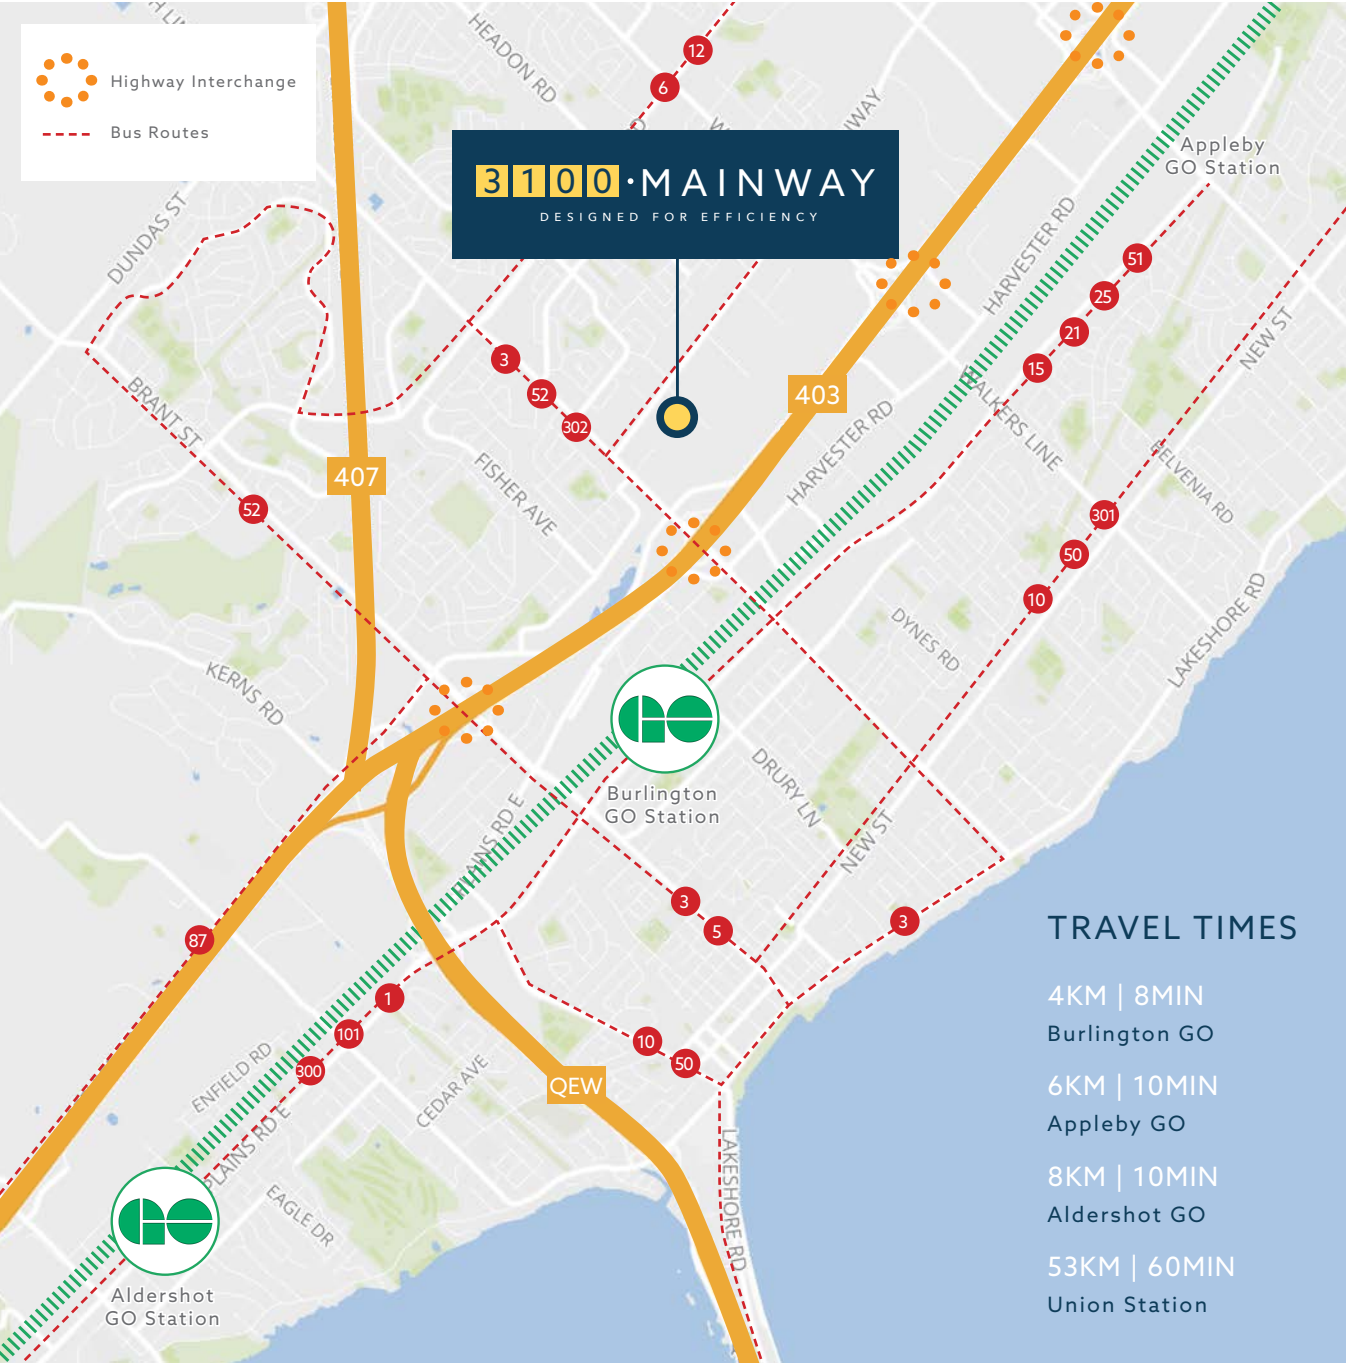 Highway Interchange
Bus Routes
HEADON RD
12
6
3100·MAINWAY
DESIGNED FOR EFFICIENCY
Appleby
GO Station
DUNDAS ST
HARVESTER RD
51
25
21
15
NEW ST
3
52
302
403
BRANT ST
407
HARVESTER RD
WALKERS LINE
BELVENIA RD
FISHER AVE
52
301
50
10
DYNES RD
LAKESHORE RD
KERNS RD
GO
Burlington
GO Station
DRURY LN
NEW ST
PLAINS RD E
3
5
3
87
1
101
300
10
50
ENFIELD RD
CEDAR AVE
QEW
PLAINS RD E
EAGLE DR
LAKESHORE RD
GO
Aldershot
GO Station
TRAVEL TIMES
4KM | 8MIN
Burlington GO
6KM | 10MIN
Appleby GO
8KM | 10MIN
Aldershot GO
53KM | 60MIN
Union Station